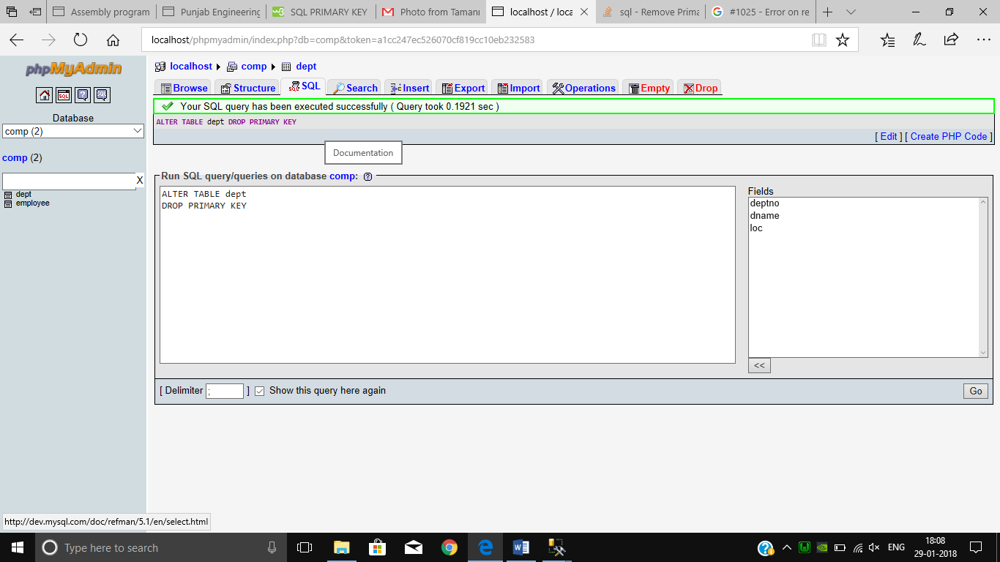 Assembly program
Punjab Engineering
w3 SQL PRIMARY KEY
Photo from Tamann
localhost / loca
sql - Remove Prima
#1025 - Error on re
localhost/phpmyadmin/index.php?db=comp&token=a1cc247ec526070cf819cc10eb232583
phpMyAdmin
SQL
SQL
Database
comp (2)
comp (2)
X
dept
employee
localhost comp dept
Browse Structure SQL Search Insert Export Import Operations Empty Drop
Your SQL query has been executed successfully ( Query took 0.1921 sec )
ALTER TABLE dept DROP PRIMARY KEY
[ Edit ] [ Create PHP Code ]
Documentation
Run SQL query/queries on database comp:
ALTER TABLE dept
DROP PRIMARY KEY
Fields
deptno
dname
loc
<<
[ Delimiter ; ] Show this query here again
Go
http://dev.mysql.com/doc/refman/5.1/en/select.html
Type here to search
ENG
18:08
29-01-2018